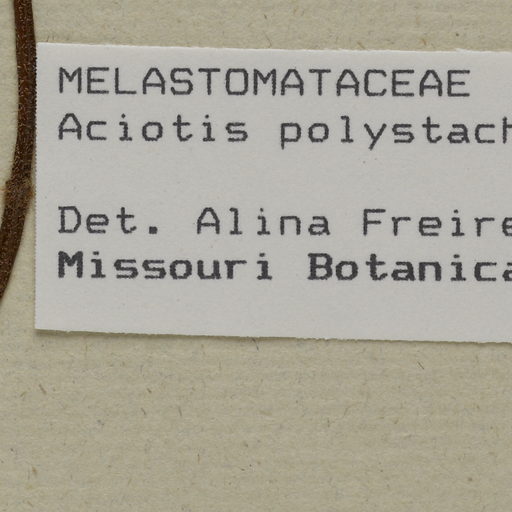 MELASTOMATACEAE
Aciotis polystach
Det. Alina Freire
Missouri Botanica